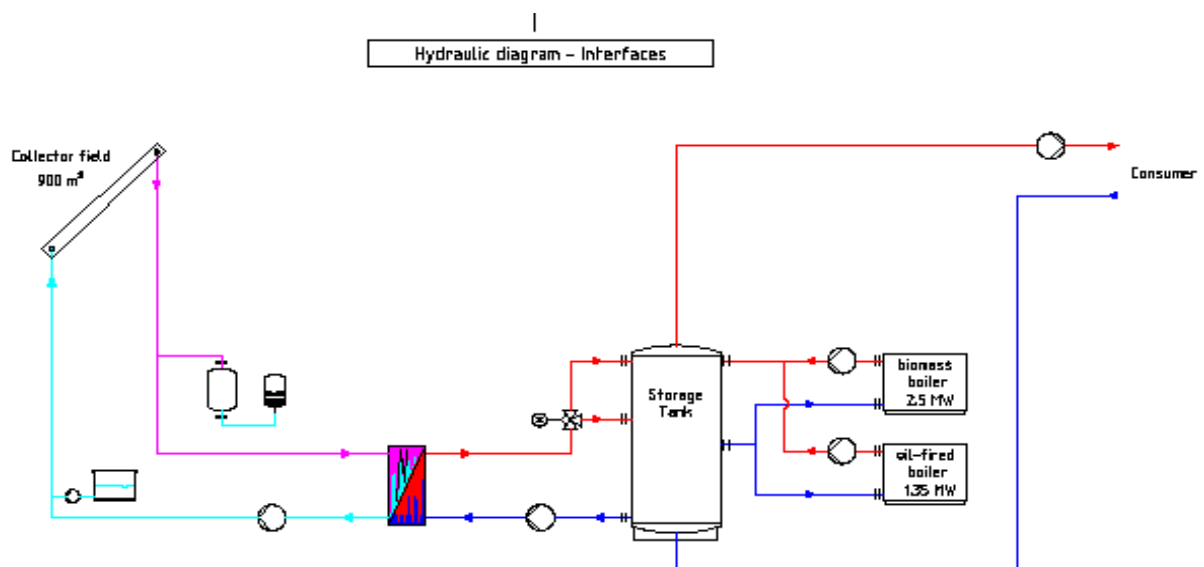 Hydraulic diagram - Interfaces
Collector field
900 m²
Consumer
Storage
Tank
biomass
boiler
2.5 MW
oil-fired
boiler
1.35 MW